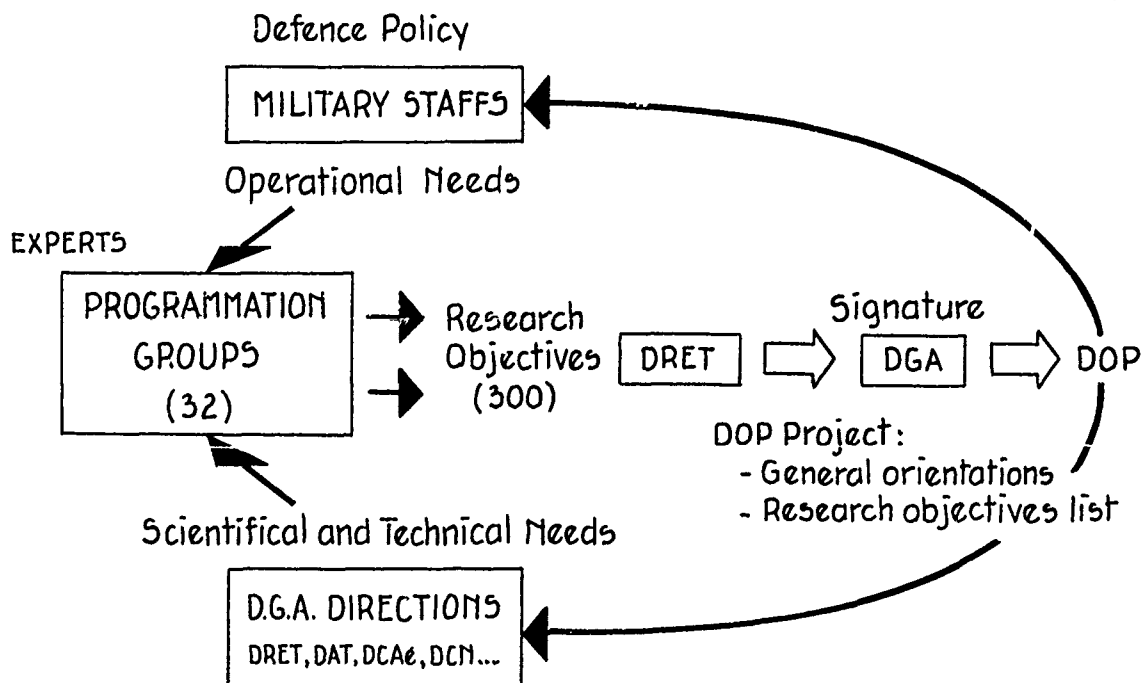 Defence Policy
MILITARY STAFFS
Operational Needs
EXPERTS
PROGRAMMATION
GROUPS
(32)
Research
Objectives
(300)
DRET
Signature
DGA
DOP
DOP Project:
- General orientations
- Research objectives list
Scientifical and Technical Needs
D.G.A. DIRECTIONS
DRET, DAT, DCAé, DCN...